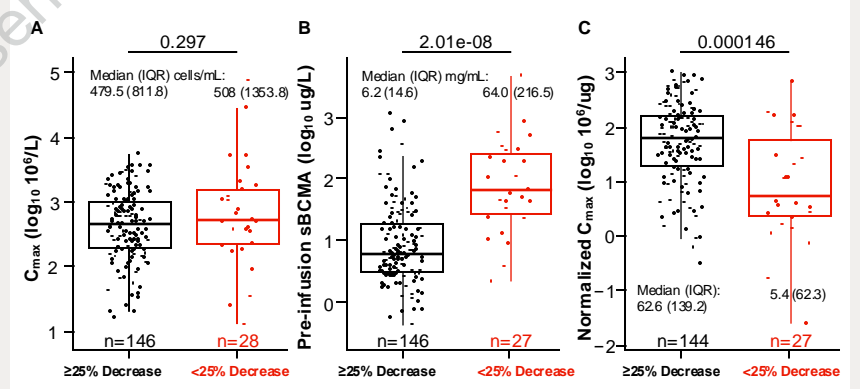 A
0.297
Median (IQR) cells/mL:
479.5 (811.8) 508 (1353.8)
Cmax (log10 10⁶/L)
5
4
3
2
1
n=146 n=28
≥25% Decrease <25% Decrease
B
2.01e-08
Median (IQR) mg/mL:
6.2 (14.6) 64.0 (216.5)
Pre-infusion sBCMA (log10 ug/L)
3
2
1
0
n=146 n=27
≥25% Decrease <25% Decrease
C
0.000146
Normalized Cmax (log10 10⁶/ug)
3
2
1
0
−1
−2
Median (IQR): 5.4 (62.3)
62.6 (139.2)
n=144 n=27
≥25% Decrease <25% Decrease